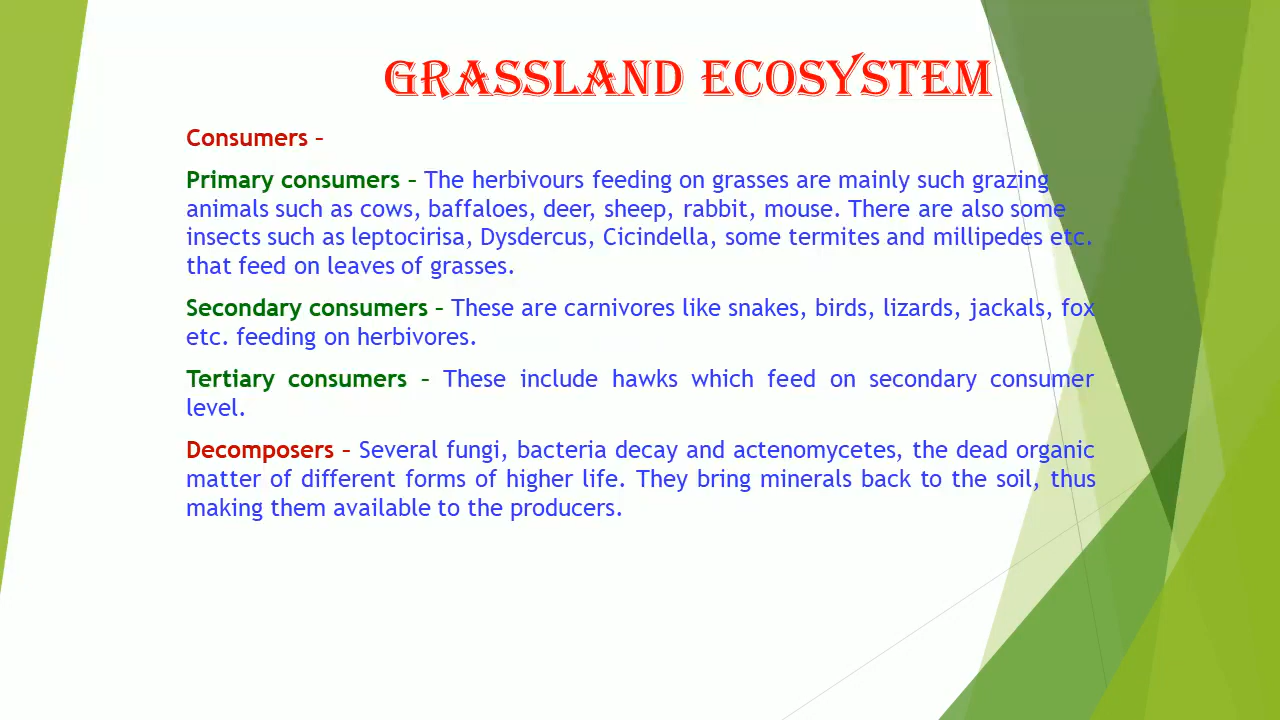 GRASSLAND ECOSYSTEM
Consumers –
Primary consumers – The herbivours feeding on grasses are mainly such grazing
animals such as cows, baffaloes, deer, sheep, rabbit, mouse. There are also some
insects such as leptocirisa, Dysdercus, Cicindella, some termites and millipedes etc.
that feed on leaves of grasses.
Secondary consumers – These are carnivores like snakes, birds, lizards, jackals, fox
etc. feeding on herbivores.
Tertiary consumers – These include hawks which feed on secondary consumer
level.
Decomposers – Several fungi, bacteria decay and actenomycetes, the dead organic
matter of different forms of higher life. They bring minerals back to the soil, thus
making them available to the producers.